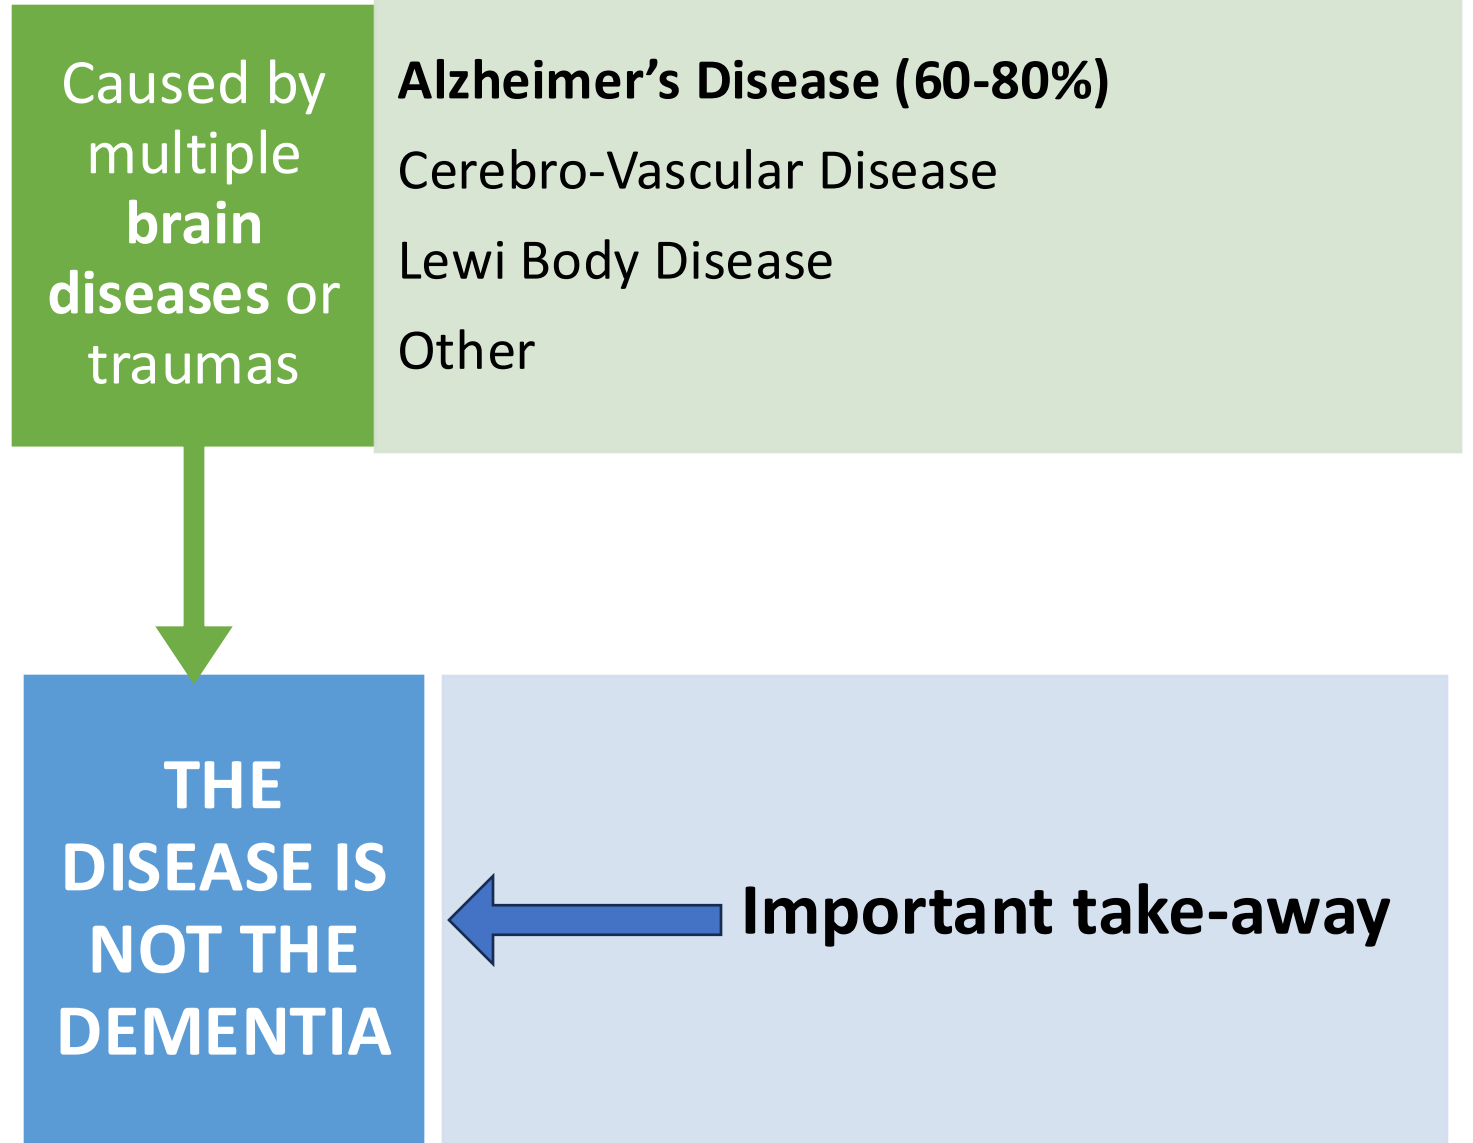 Caused by
multiple
brain
diseases or
traumas
Alzheimer’s Disease (60-80%)
Cerebro-Vascular Disease
Lewi Body Disease
Other
THE
DISEASE IS
NOT THE
DEMENTIA
Important take-away